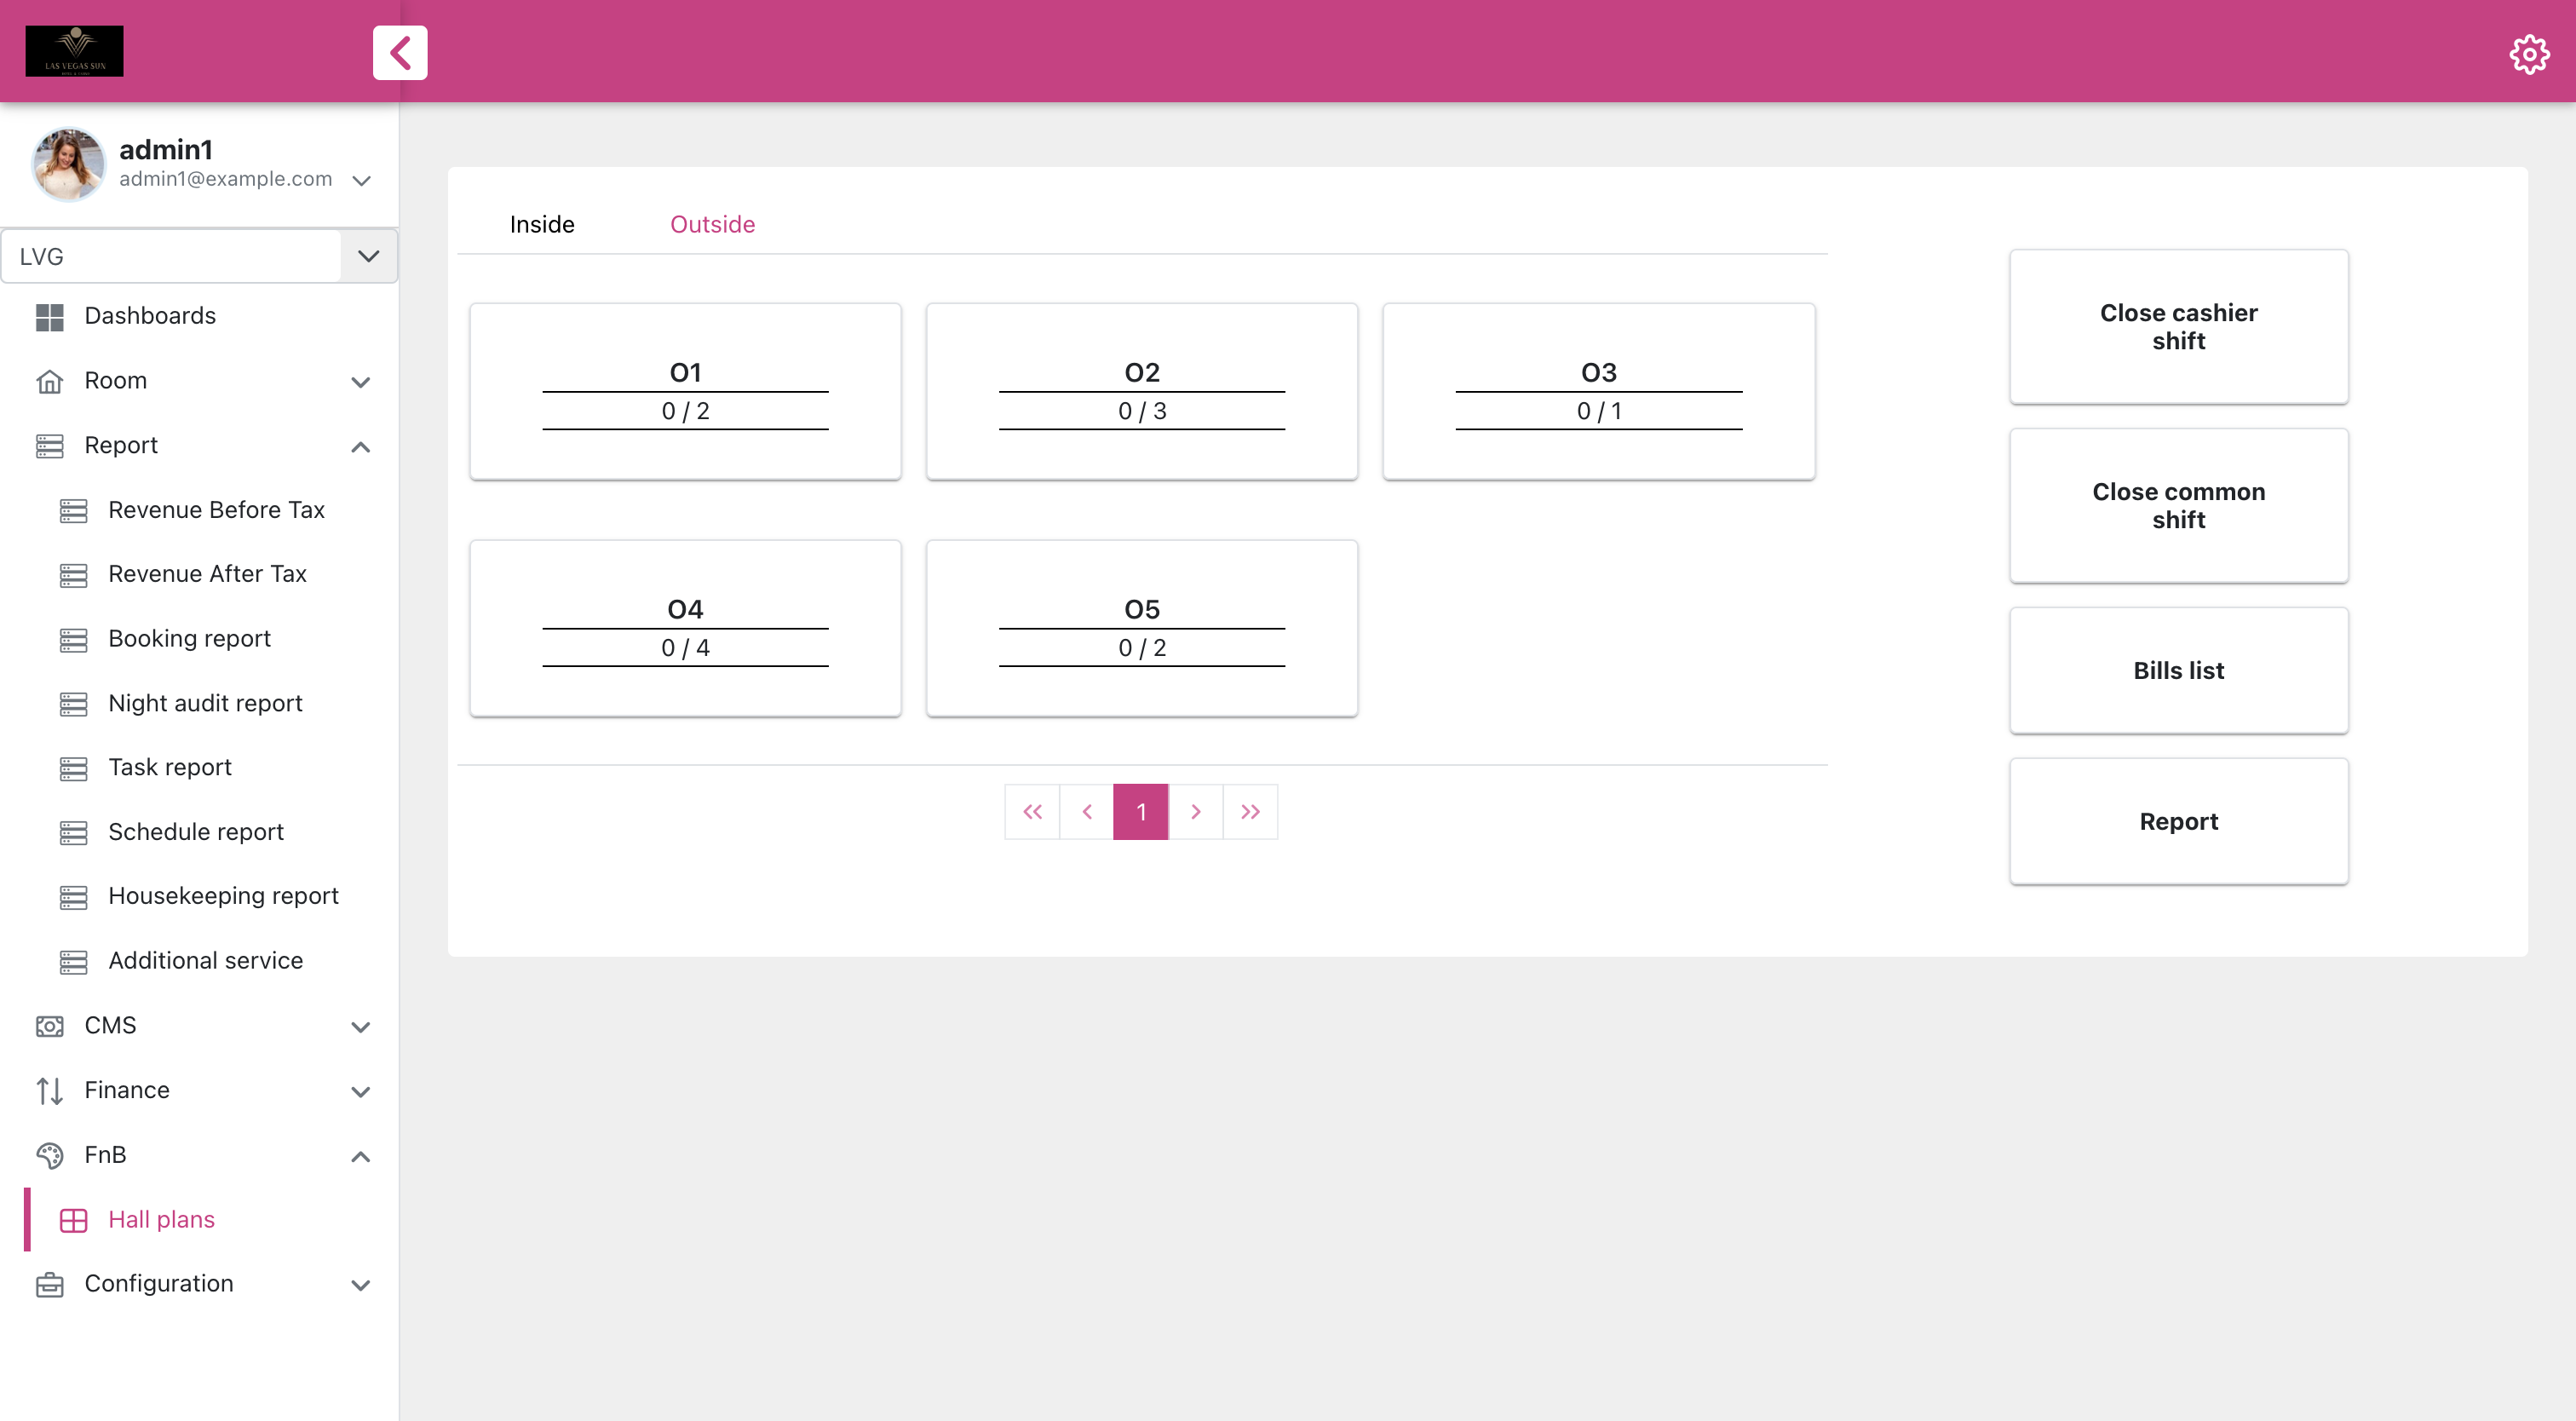 LAS VEGAS SUN
admin1
admin1@example.com
LVG
Dashboards
Room
Report
Revenue Before Tax
Revenue After Tax
Booking report
Night audit report
Task report
Schedule report
Housekeeping report
Additional service
CMS
Finance
FnB
Hall plans
Configuration
Inside
Outside
O1
0 / 2
O2
0 / 3
O3
0 / 1
O4
0 / 4
O5
0 / 2
1
Close cashier
shift
Close common
shift
Bills list
Report